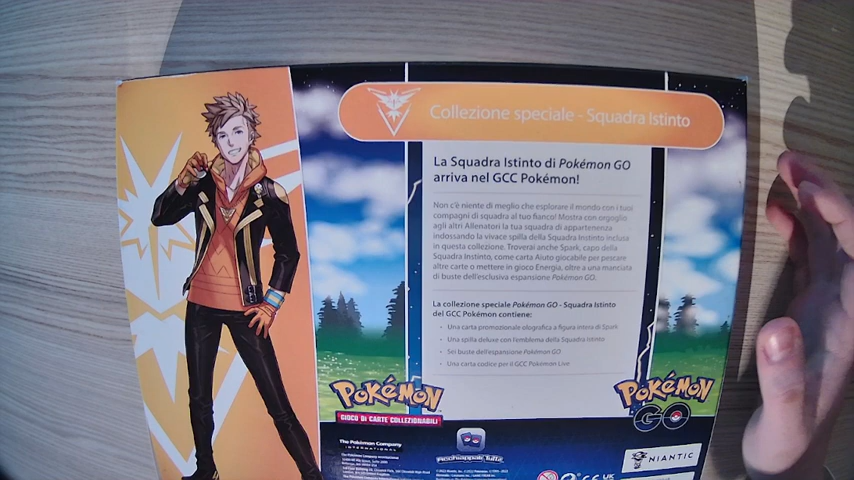 Collezione speciale - Squadra Istinto
La Squadra Istinto di Pokémon GO
arriva nel GCC Pokémon!
Non c'è niente di meglio che esplorare il mondo con i tuoi
compagni di squadra al tuo fianco! Mostra con orgoglio
agli altri Allenatori la tua squadra di appartenenza
indossando la vivace spilla della Squadra Istinto inclusa
in questa collezione. Troverai anche Spark, capo della
Squadra Istinto, come carta Aiuto giocabile per pescare
altre carte o mettere in gioco Energia, oltre a una manciata
di buste dell'esclusiva espansione Pokémon GO.
La collezione speciale Pokémon GO - Squadra Istinto
del GCC Pokémon contiene:
- Una carta promozionale olografica a figura intera di Spark
- Una spilla deluxe con l'emblema della Squadra Istinto
- Sei buste dell'espansione Pokémon GO
- Una carta codice per il GCC Pokémon Live
POKÉMON
GIOCO DI CARTE COLLEZIONABILI
POKÉMON
GO
The Pokémon Company
INTERNATIONAL
Acchiappali tutti
NIANTIC